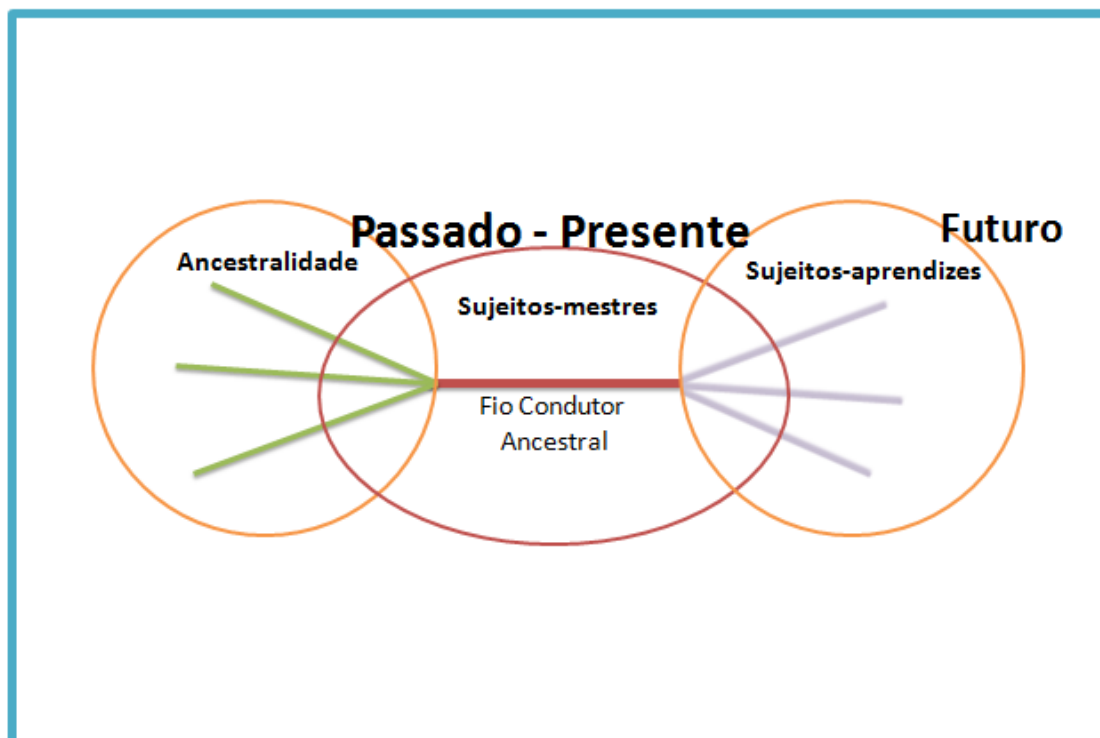 Passado - Presente
Futuro
Ancestralidade
Sujeitos-mestres
Sujeitos-aprendizes
Fio Condutor
Ancestral